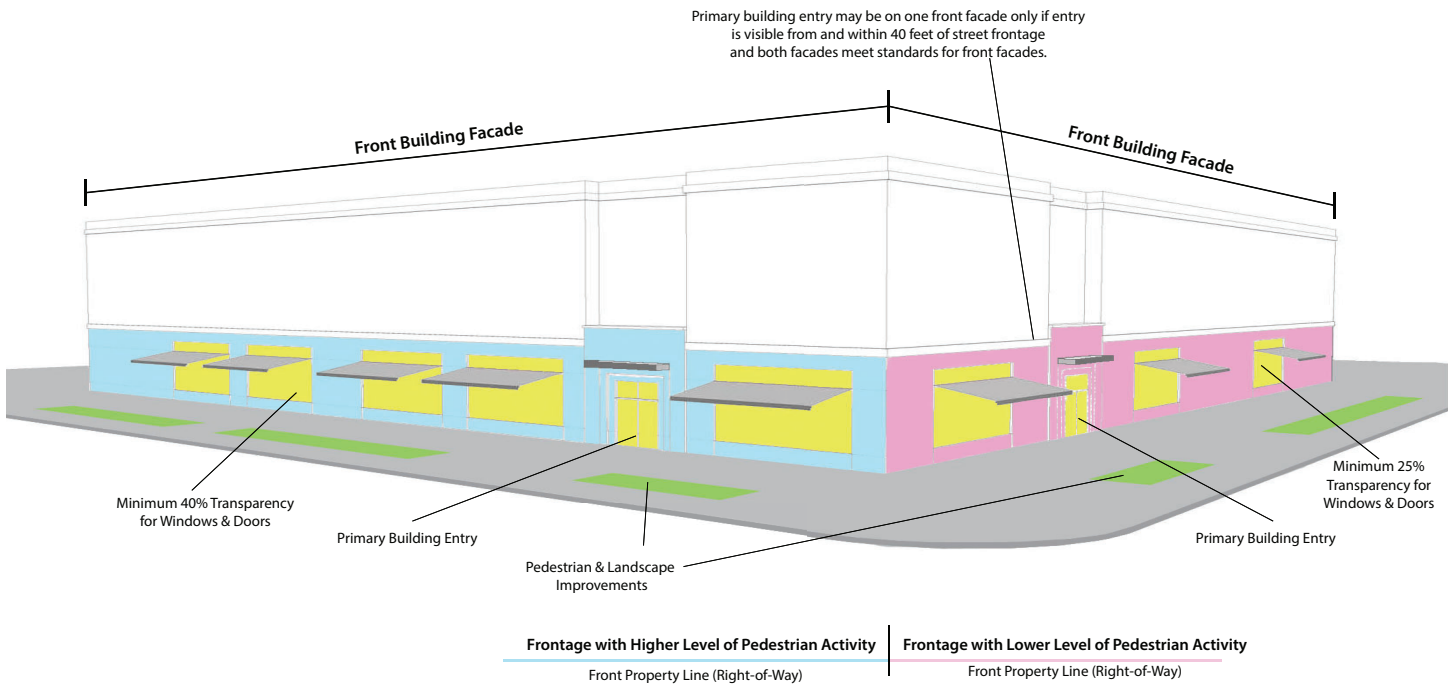 Primary building entry may be on one front facade only if entry
is visible from and within 40 feet of street frontage
and both facades meet standards for front facades.
Front Building Facade
Front Building Facade
Minimum 40% Transparency
for Windows & Doors
Primary Building Entry
Pedestrian & Landscape
Improvements
Minimum 25%
Transparency for
Windows & Doors
Primary Building Entry
Frontage with Higher Level of Pedestrian Activity
Front Property Line (Right-of-Way)
Frontage with Lower Level of Pedestrian Activity
Front Property Line (Right-of-Way)